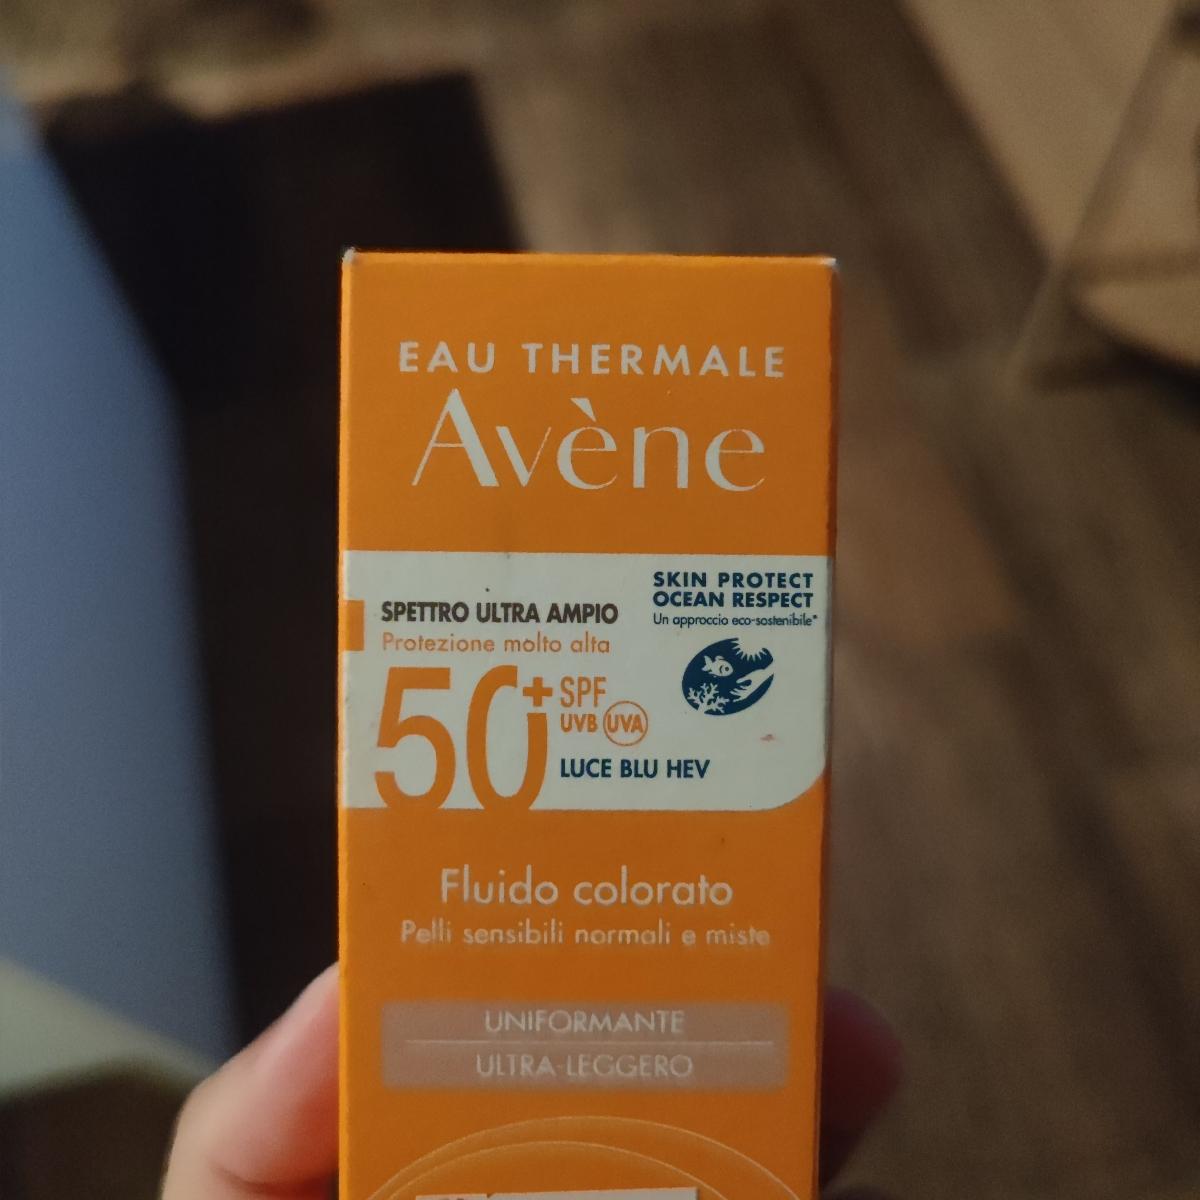 EAU THERMALE
Avène
SPETTRO ULTRA AMPIO
Protezione molto alta
50+ SPF
UVB UVA
LUCE BLU HEV
SKIN PROTECT
OCEAN RESPECT
Un approccio eco-sostenibile*
Fluido colorato
Pelli sensibili normali e miste
UNIFORMANTE
ULTRA-LEGGERO